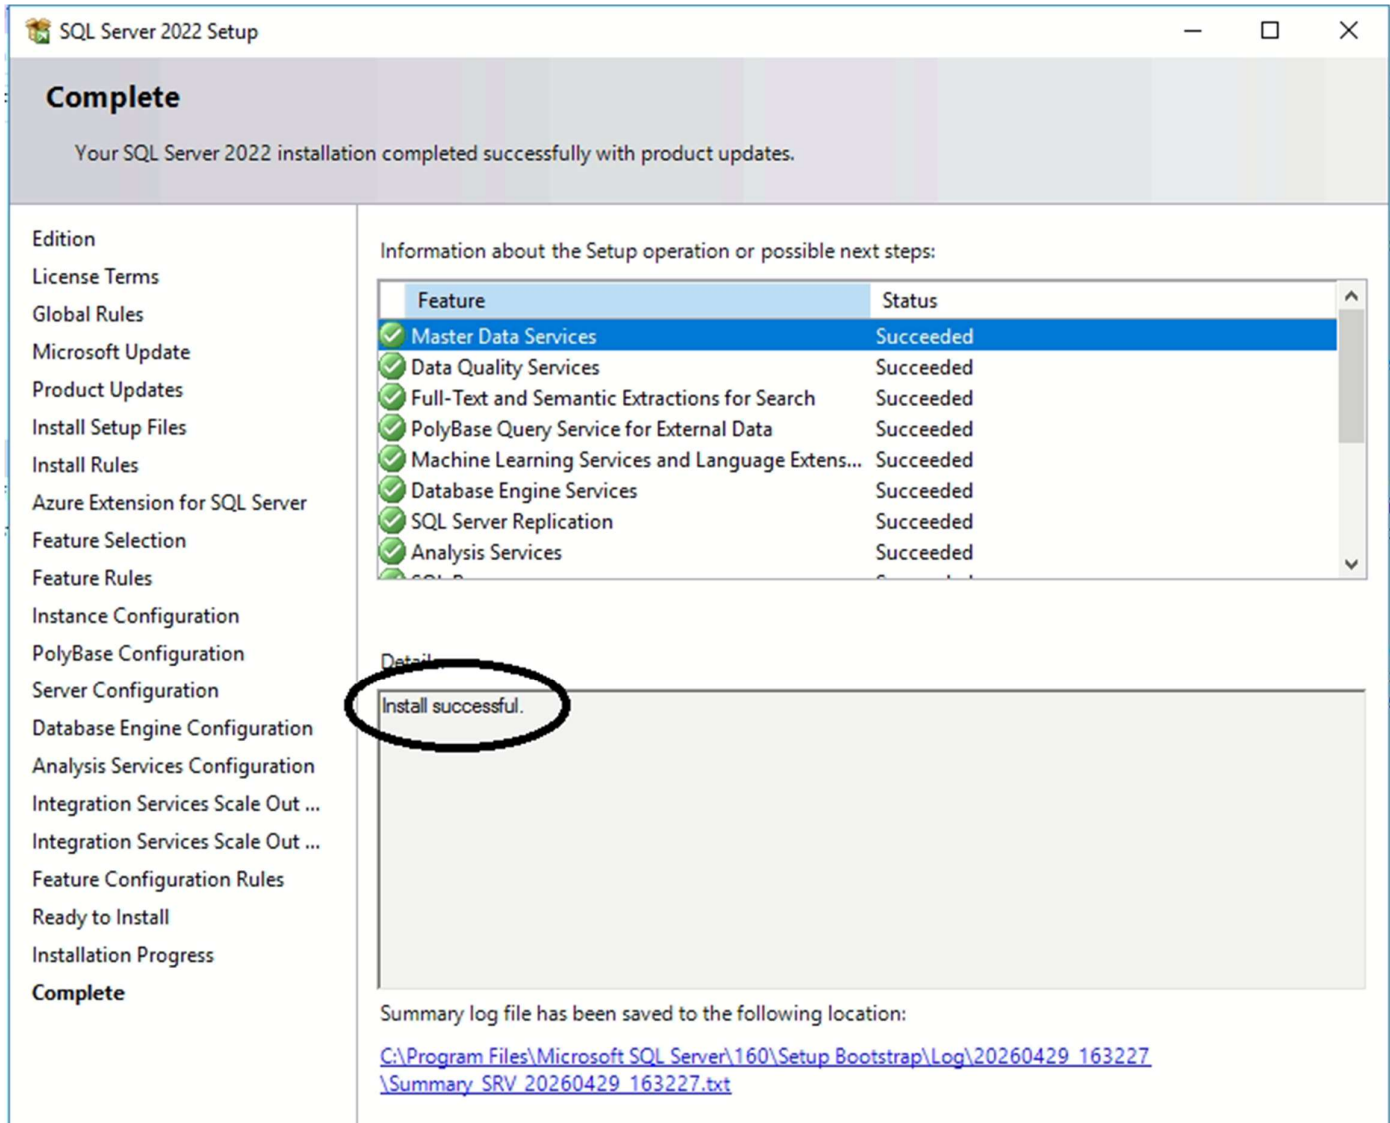 SQL Server 2022 Setup
Complete
Your SQL Server 2022 installation completed successfully with product updates.
Edition
License Terms
Global Rules
Microsoft Update
Product Updates
Install Setup Files
Install Rules
Azure Extension for SQL Server
Feature Selection
Feature Rules
Instance Configuration
PolyBase Configuration
Server Configuration
Database Engine Configuration
Analysis Services Configuration
Integration Services Scale Out ...
Integration Services Scale Out ...
Feature Configuration Rules
Ready to Install
Installation Progress
Complete
Information about the Setup operation or possible next steps:
Feature Status
Master Data Services Succeeded
Data Quality Services Succeeded
Full-Text and Semantic Extractions for Search Succeeded
PolyBase Query Service for External Data Succeeded
Machine Learning Services and Language Extens... Succeeded
Database Engine Services Succeeded
SQL Server Replication Succeeded
Analysis Services Succeeded
Install successful.
Summary log file has been saved to the following location:
C:\Program Files\Microsoft SQL Server\160\Setup Bootstrap\Log\20260429_163227
\Summary_SRV_20260429_163227.txt